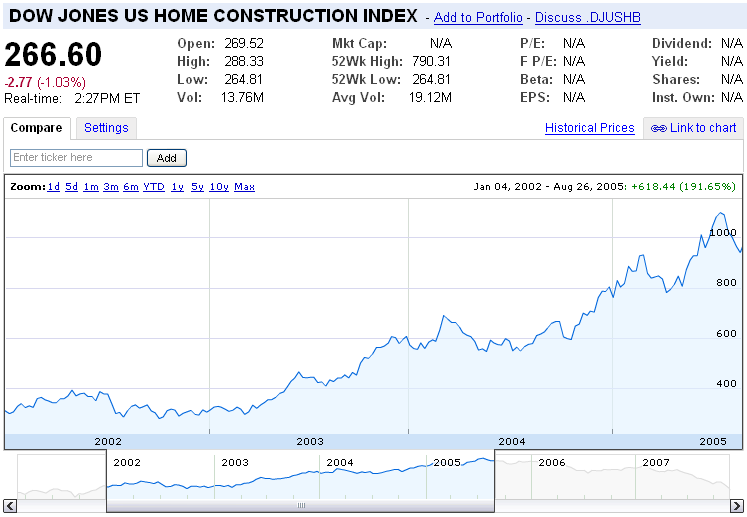 DOW JONES US HOME CONSTRUCTION INDEX - Add to Portfolio - Discuss .DJUSHB
266.60
-2.77 (-1.03%)
Real-time: 2:27PM ET
Open: 269.52
High: 288.33
Low: 264.81
Vol: 13.76M
Mkt Cap: N/A
52Wk High: 790.31
52Wk Low: 264.81
Avg Vol: 19.12M
P/E: N/A
F P/E: N/A
Beta: N/A
EPS: N/A
Dividend: N/A
Yield: N/A
Shares: N/A
Inst. Own: N/A
Compare Settings Historical Prices Link to chart
Enter ticker here Add
Zoom: 1d 5d 1m 3m 6m YTD 1y 5y 10y Max Jan 04, 2002 - Aug 26, 2005: +618.44 (191.65%)
1000
800
600
400
2002 2003 2004 2005
2002 2003 2004 2005 2006 2007